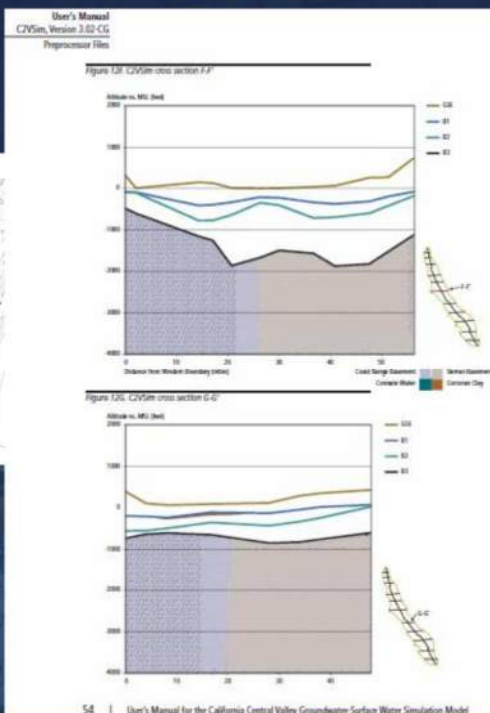 User's Manual
C2VSim, Version 3.02-CG
Preprocessor Files
Figure 12F. C2VSim cross section F-F'
Altitude vs. MSL (feet)
2000
1000
0
-1000
-2000
-3000
-4000
0 10 20 30 40 50
Distance from Western Boundary (miles)
GSE
B1
B2
B3
F-F'
Coast Range Basement
Sierran Basement
Connate Water
Corcoran Clay
Figure 12G. C2VSim cross section G-G'
Altitude vs. MSL (feet)
2000
1000
0
-1000
-2000
-3000
-4000
0 10 20 30 40
GSE
B1
B2
B3
G-G'
54 | User's Manual for the California Central Valley Groundwater-Surface Water Simulation Model